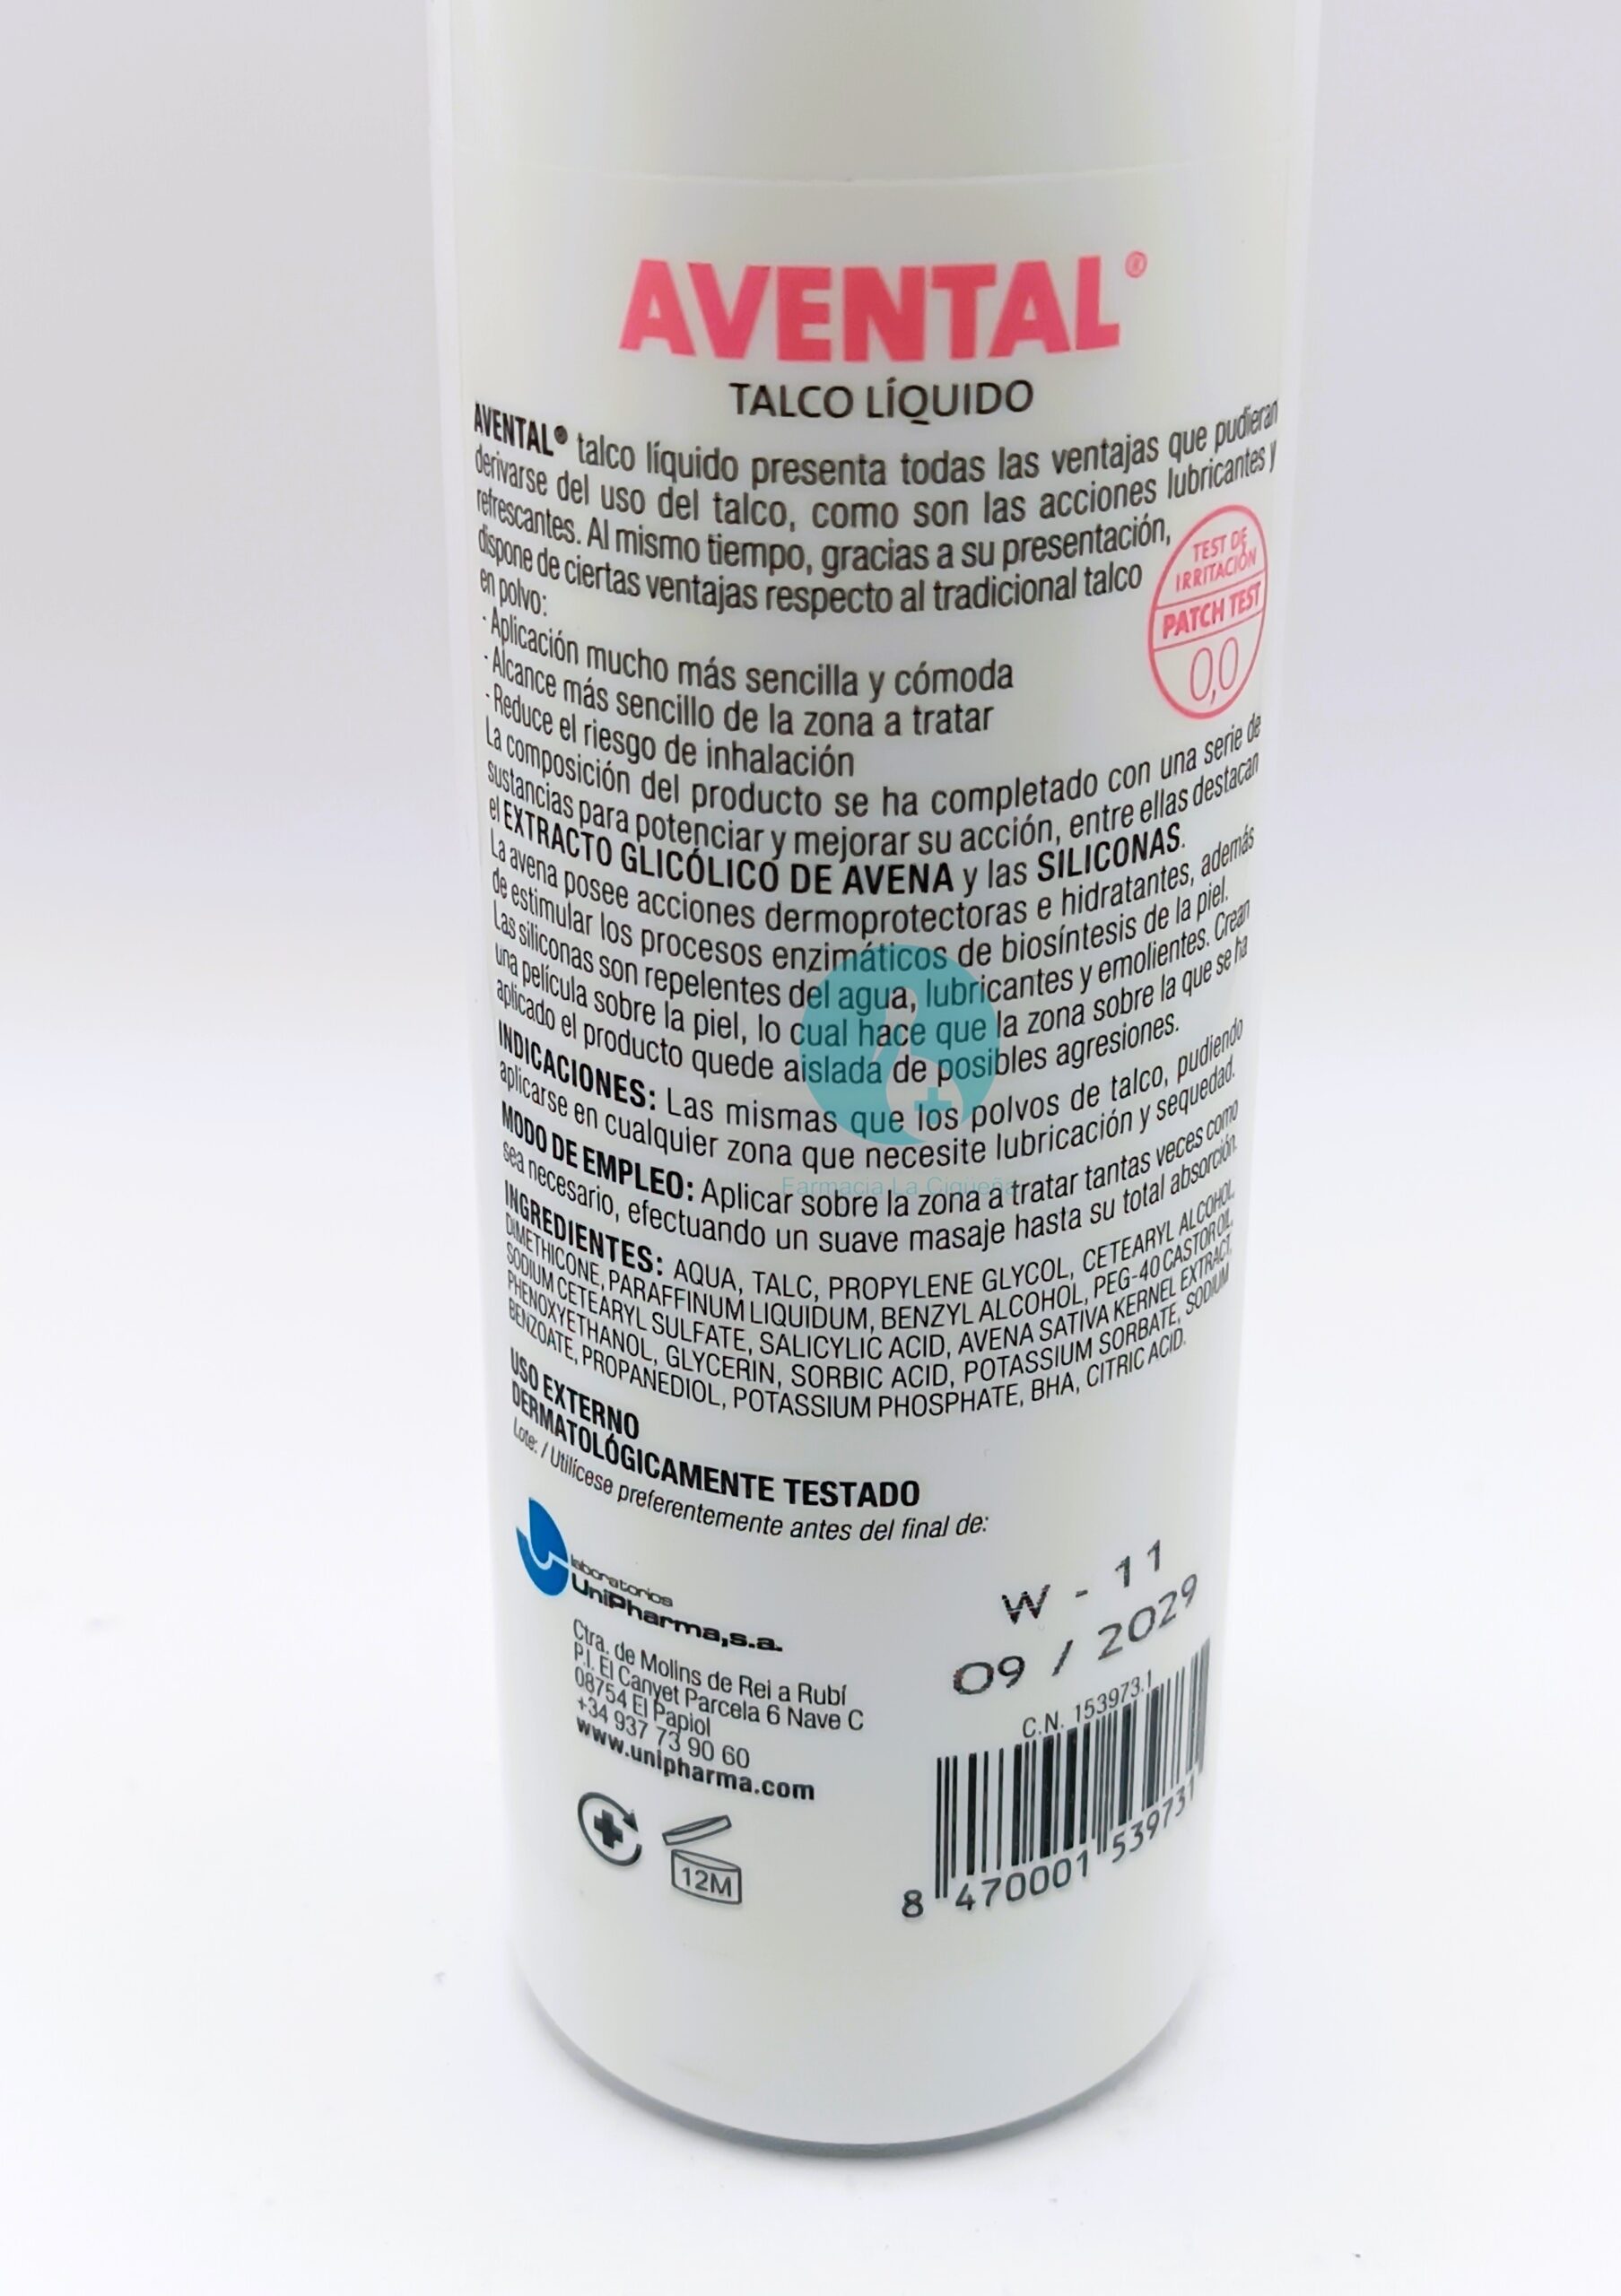 AVENTAL®
TALCO LÍQUIDO
AVENTAL® talco líquido presenta todas las ventajas que pudieran
derivarse del uso del talco, como son las acciones lubricantes y
refrescantes. Al mismo tiempo, gracias a su presentación,
dispone de ciertas ventajas respecto al tradicional talco
en polvo:
- Aplicación mucho más sencilla y cómoda
- Alcance más sencillo de la zona a tratar
- Reduce el riesgo de inhalación
TEST DE
IRRITACIÓN
PATCH TEST
0,0
La composición del producto se ha completado con una serie de
sustancias para potenciar y mejorar su acción, entre ellas destacan
el EXTRACTO GLICÓLICO DE AVENA y las SILICONAS.
La avena posee acciones dermoprotectoras e hidratantes, además
de estimular los procesos enzimáticos de biosíntesis de la piel.
Las siliconas son repelentes del agua, lubricantes y emolientes. Crean
una película sobre la piel, lo cual hace que la zona sobre la que se ha
aplicado el producto quede aislada de posibles agresiones.
INDICACIONES: Las mismas que los polvos de talco, pudiendo
aplicarse en cualquier zona que necesite lubricación y sequedad.
MODO DE EMPLEO: Aplicar sobre la zona a tratar tantas veces como
sea necesario, efectuando un suave masaje hasta su total absorción.
Farmacia La Cigueña
INGREDIENTES: AQUA, TALC, PROPYLENE GLYCOL, CETEARYL ALCOHOL,
DIMETHICONE, PARAFFINUM LIQUIDUM, BENZYL ALCOHOL, PEG-40 CASTOR OIL,
SODIUM CETEARYL SULFATE, SALICYLIC ACID, AVENA SATIVA KERNEL EXTRACT,
PHENOXYETHANOL, GLYCERIN, SORBIC ACID, POTASSIUM SORBATE, SODIUM
BENZOATE, PROPANEDIOL, POTASSIUM PHOSPHATE, BHA, CITRIC ACID.
USO EXTERNO
DERMATOLÓGICAMENTE TESTADO
Lote: / Utilícese preferentemente antes del final de:
W - 11
09 / 2029
laboratorios
UniPharma,s.a.
Ctra. de Molins de Rei a Rubí
P.I. El Canyet Parcela 6 Nave C
08754 El Papiol
+34 937 73 90 60
www.unipharma.com
12M
C.N. 153973.1
8 470001 539731